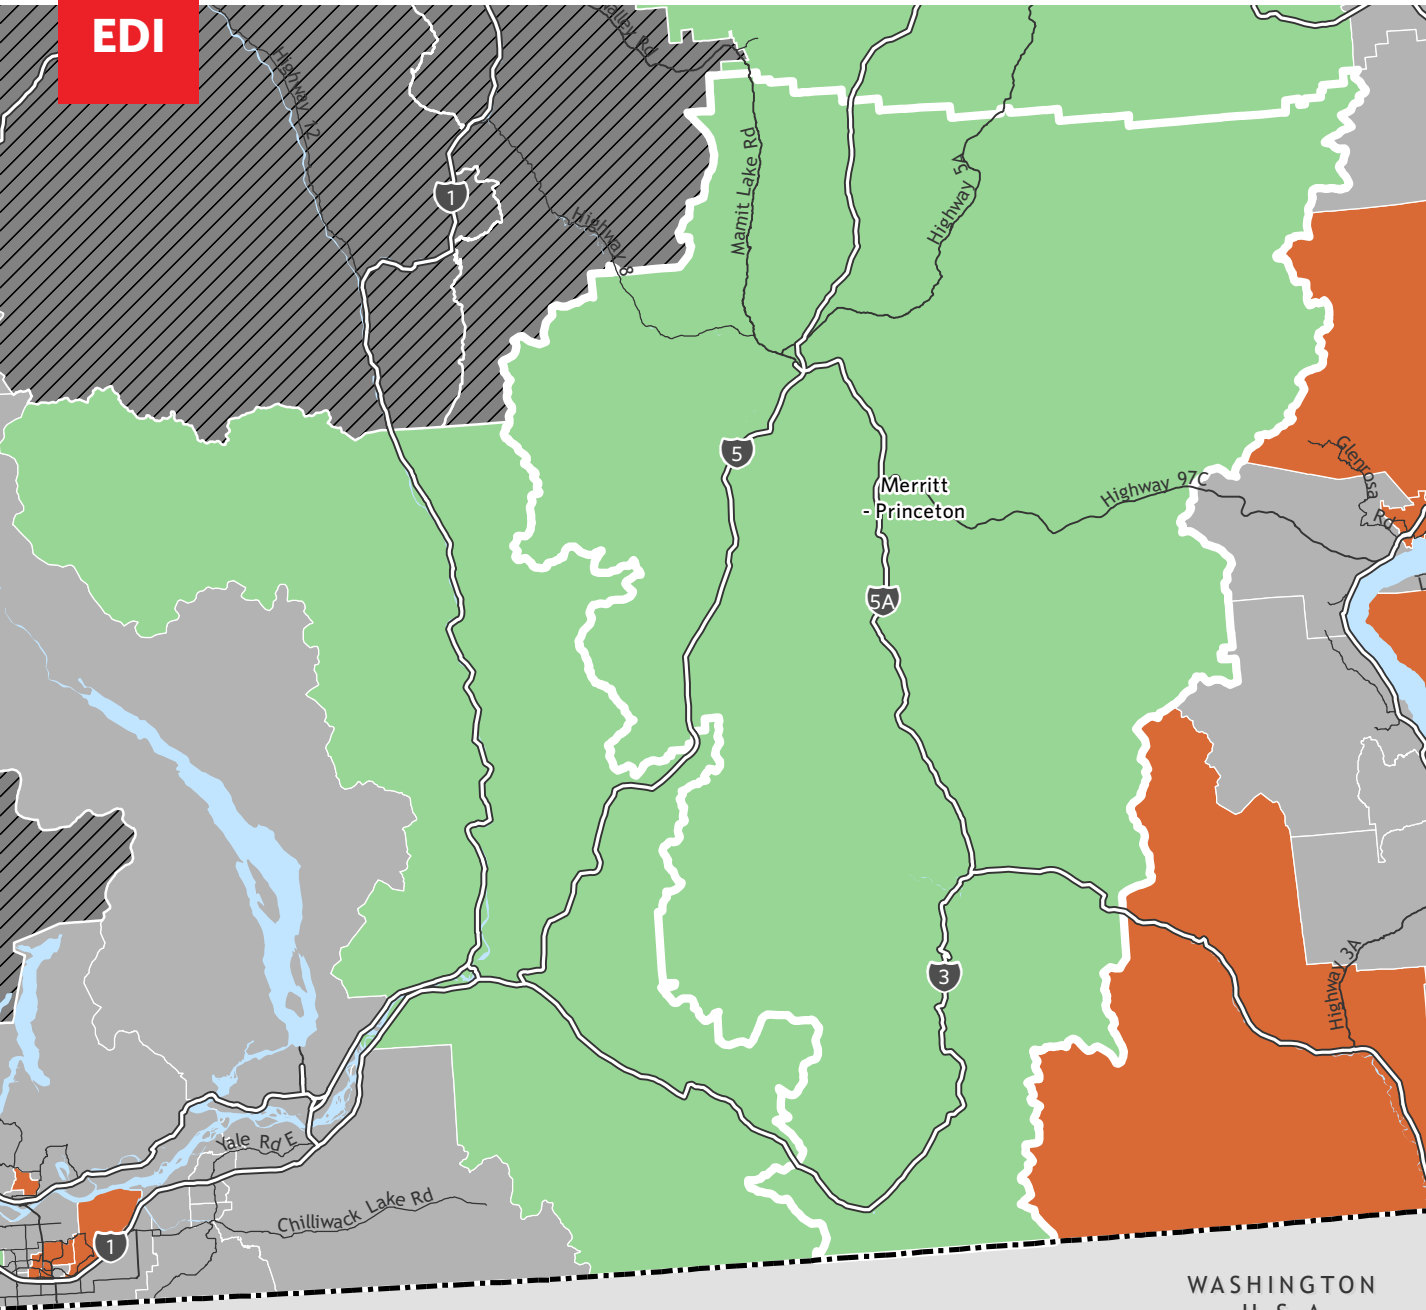 EDI
Highway 12
1
Highway 8
Mamit Lake Rd
Highway 5A
5
Merritt
- Princeton
Highway 97C
Glenrosa
Rd
5A
3
Highway 3A
Yale Rd E
Chilliwack Lake Rd
1
WASHINGTON
U S A